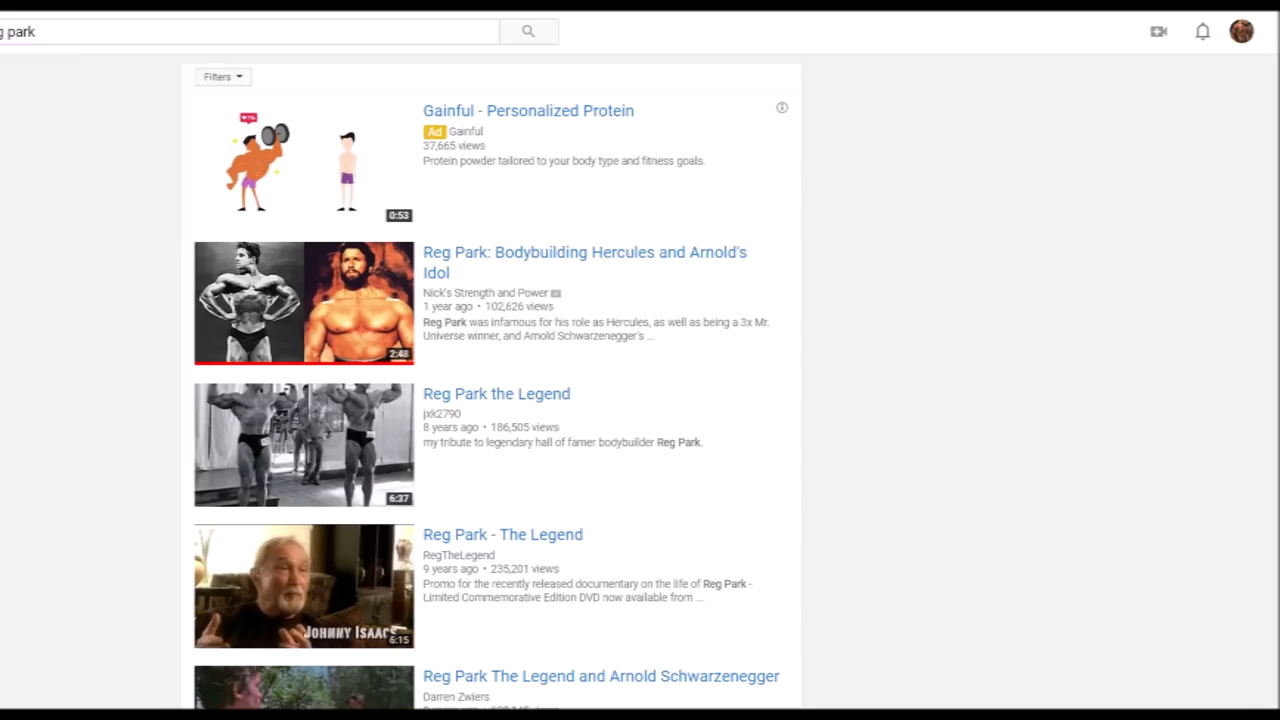 g park
Filters
Gainful - Personalized Protein
Ad Gainful
37,665 views
Protein powder tailored to your body type and fitness goals.
0:53
Reg Park: Bodybuilding Hercules and Arnold's
Idol
Nick's Strength and Power
1 year ago • 102,626 views
Reg Park was infamous for his role as Hercules, as well as being a 3x Mr.
Universe winner, and Arnold Schwarzenegger's ...
2:48
Reg Park the Legend
jxk2790
8 years ago • 186,505 views
my tribute to legendary hall of famer bodybuilder Reg Park.
6:37
Reg Park - The Legend
RegTheLegend
9 years ago • 235,201 views
Promo for the recently released documentary on the life of Reg Park -
Limited Commemorative Edition DVD now available from ...
JOHNNY ISAACS
6:15
Reg Park The Legend and Arnold Schwarzenegger
Darren Zwiers